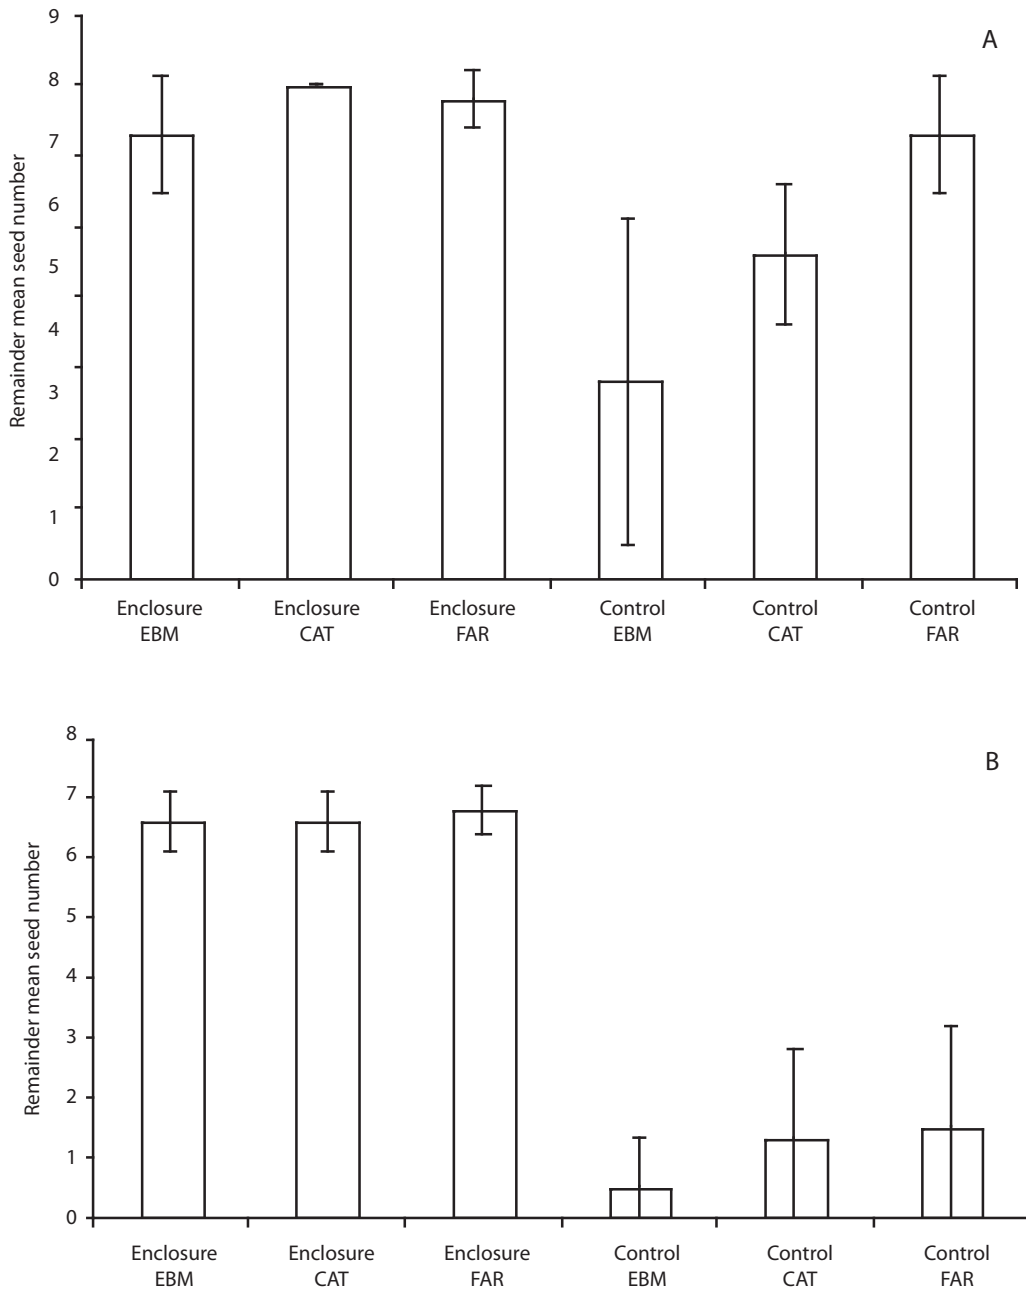 9
A
8
7
6
5
4
3
2
1
0
Remainder mean seed number
Enclosure
EBM
Enclosure
CAT
Enclosure
FAR
Control
EBM
Control
CAT
Control
FAR
8
B
7
6
5
4
3
2
1
0
Remainder mean seed number
Enclosure
EBM
Enclosure
CAT
Enclosure
FAR
Control
EBM
Control
CAT
Control
FAR